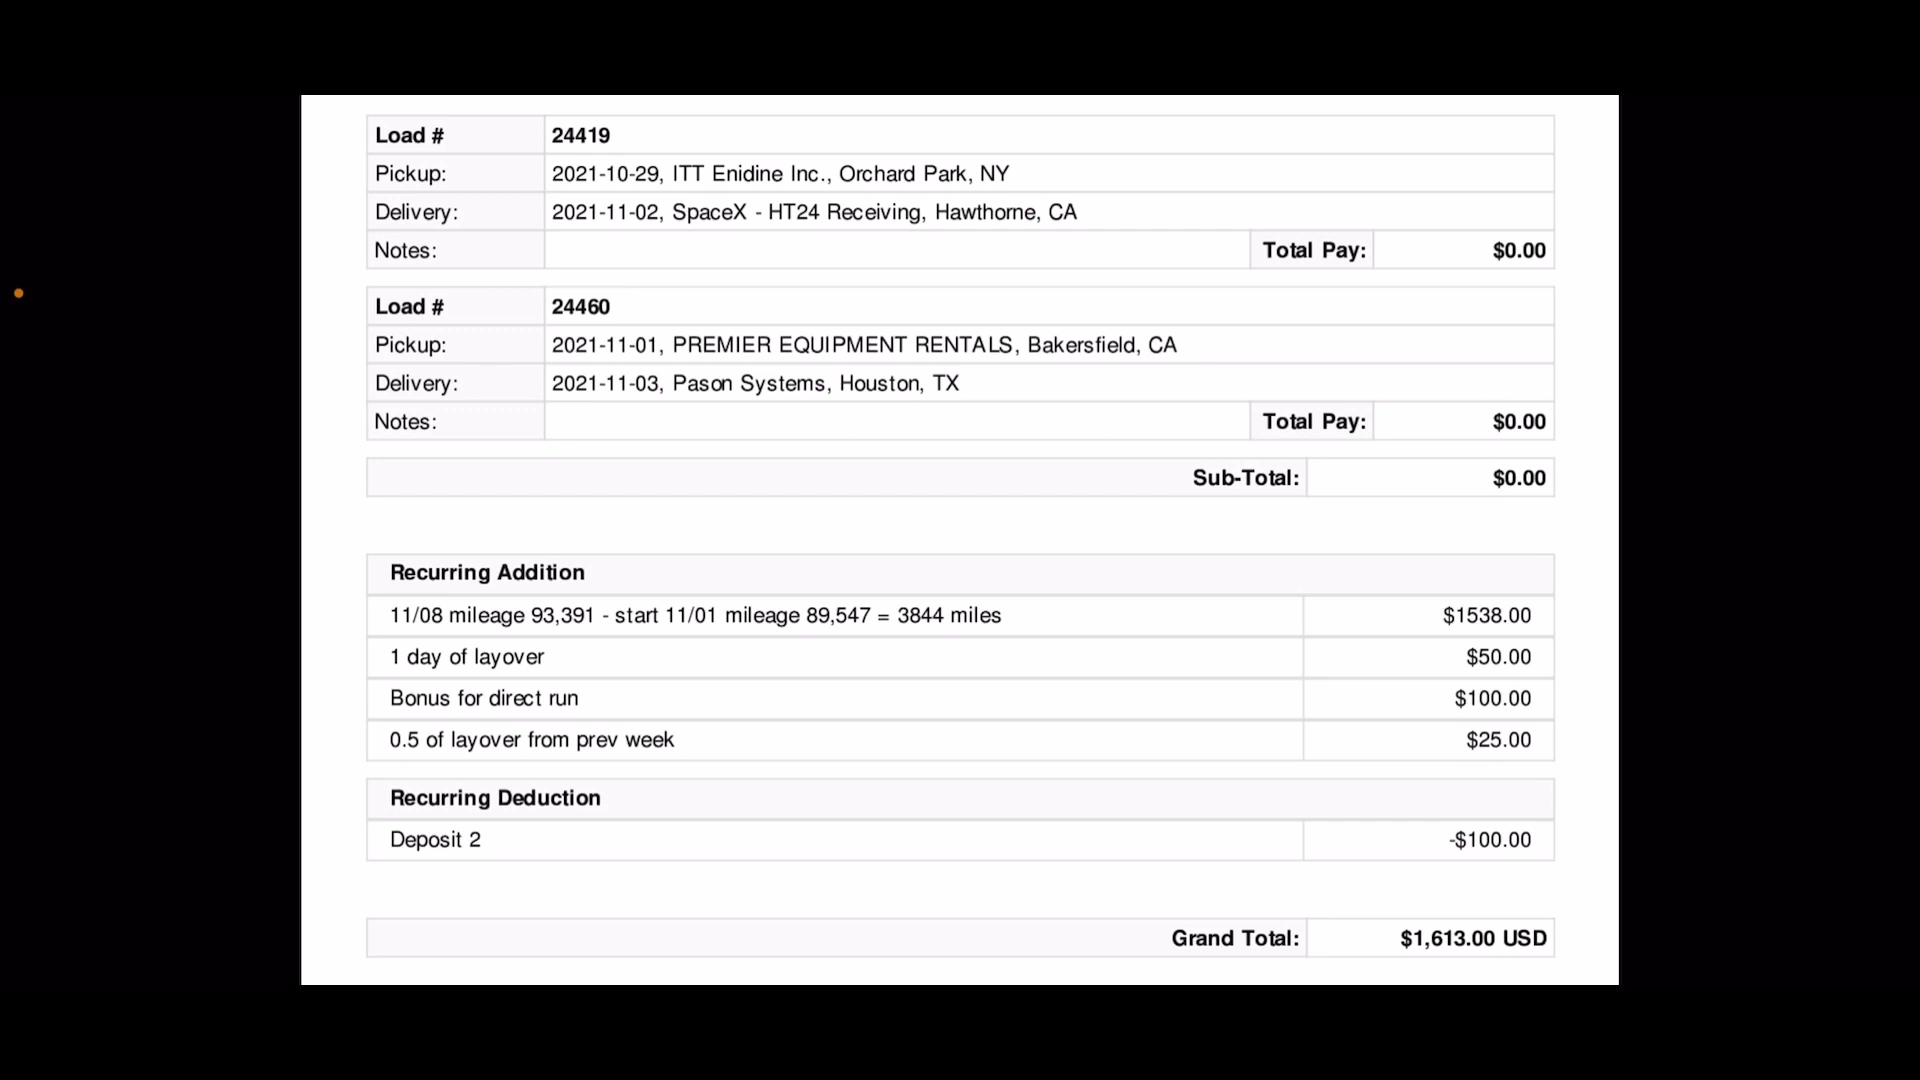 Load # 24419
Pickup: 2021-10-29, ITT Enidine Inc., Orchard Park, NY
Delivery: 2021-11-02, SpaceX - HT24 Receiving, Hawthorne, CA
Notes: Total Pay: $0.00
Load # 24460
Pickup: 2021-11-01, PREMIER EQUIPMENT RENTALS, Bakersfield, CA
Delivery: 2021-11-03, Pason Systems, Houston, TX
Notes: Total Pay: $0.00
Sub-Total: $0.00
Recurring Addition
11/08 mileage 93,391 - start 11/01 mileage 89,547 = 3844 miles $1538.00
1 day of layover $50.00
Bonus for direct run $100.00
0.5 of layover from prev week $25.00
Recurring Deduction
Deposit 2 -$100.00
Grand Total: $1,613.00 USD